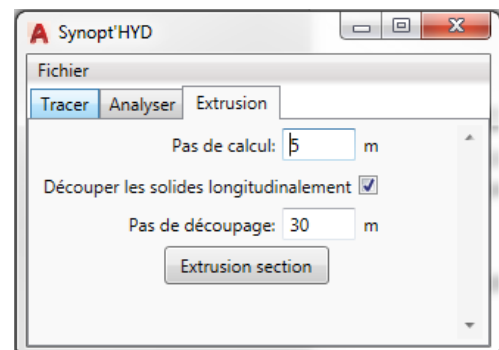 Synopt'HYD
Fichier
Tracer Analyser Extrusion
Pas de calcul: 5 m
Découper les solides longitudinalement
Pas de découpage: 30 m
Extrusion section